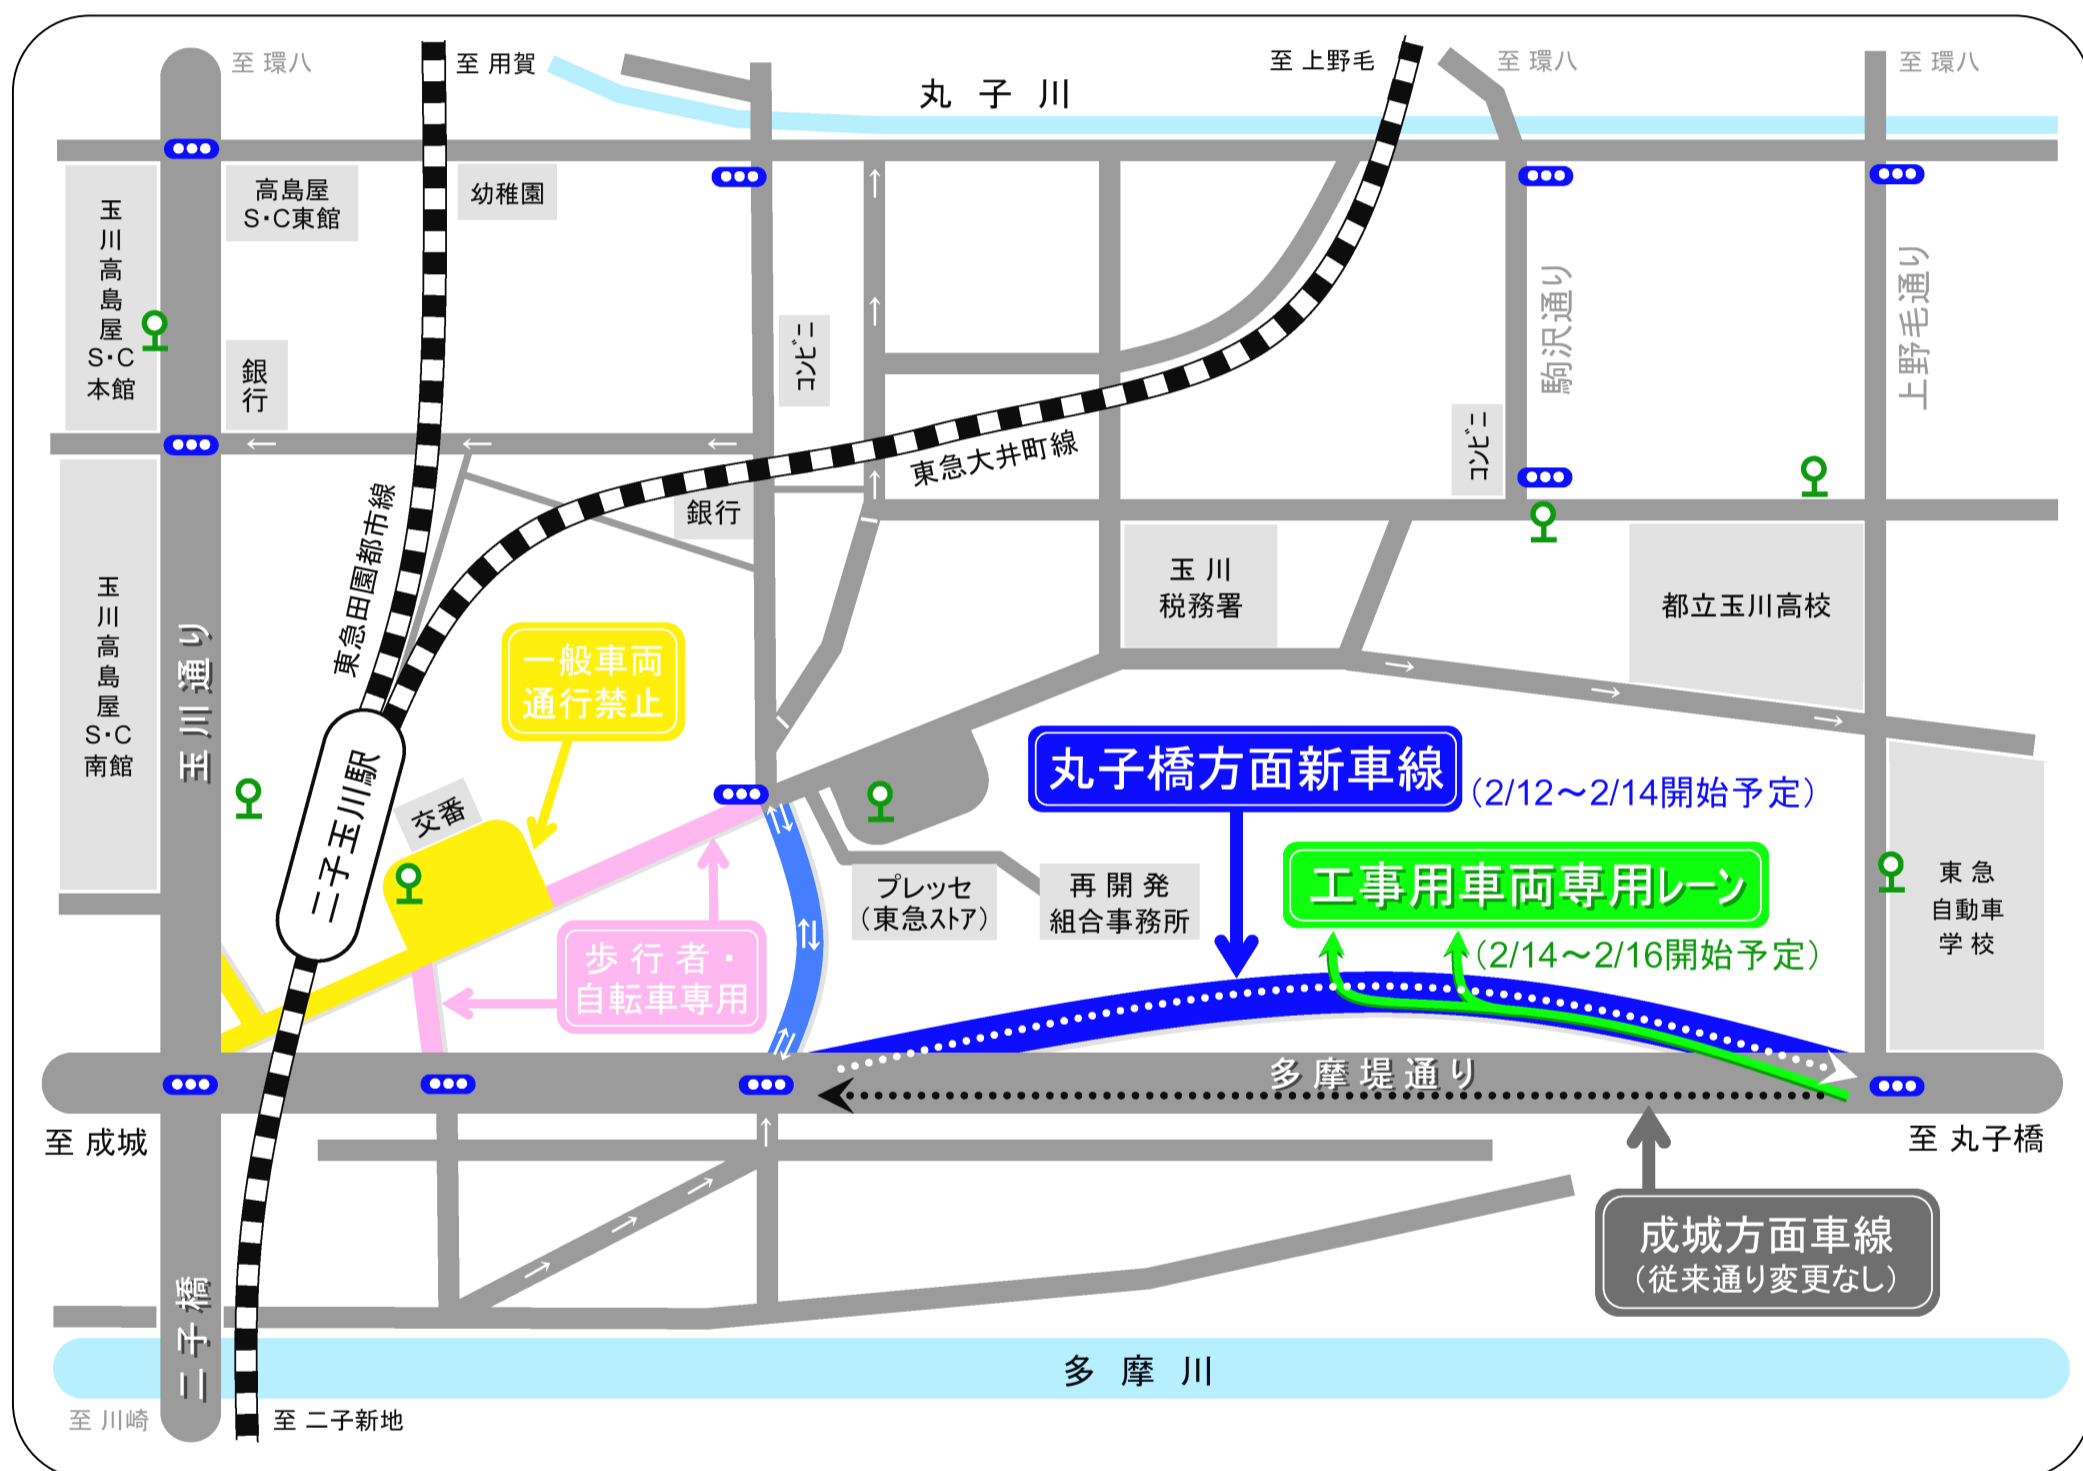 至 環八
至 用賀
丸子川
至 上野毛
至 環八
至 環八
玉川高島屋S・C本館
高島屋
S・C東館
幼稚園
銀行
コンビニ
駒沢通り
上野毛通り
コンビニ
東急大井町線
銀行
東急田園都市線
玉川高島屋S・C南館
玉川通り
玉川
税務署
都立玉川高校
一般車両
通行禁止
二子玉川駅
交番
丸子橋方面新車線
(2/12〜2/14開始予定)
工事用車両専用レーン
(2/14〜2/16開始予定)
プレッセ
(東急ストア)
再開発
組合事務所
東急
自動車
学校
歩行者・
自転車専用
多摩堤通り
至 成城
至 丸子橋
成城方面車線
(従来通り変更なし)
二子橋
多摩川
至 川崎
至 二子新地